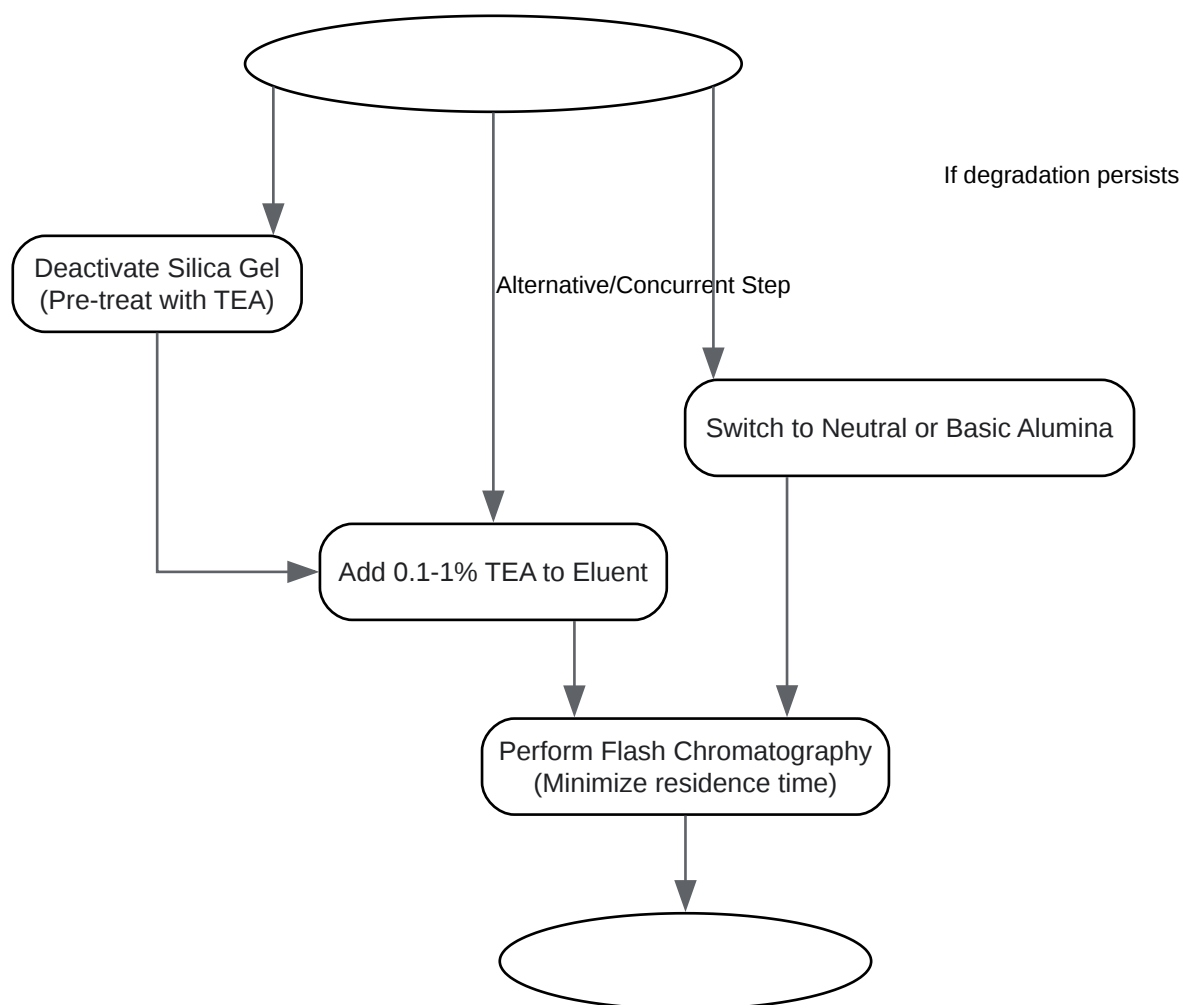 If degradation persists
Deactivate Silica Gel
(Pre-treat with TEA)
Alternative/Concurrent Step
Switch to Neutral or Basic Alumina
Add 0.1-1% TEA to Eluent
Perform Flash Chromatography
(Minimize residence time)